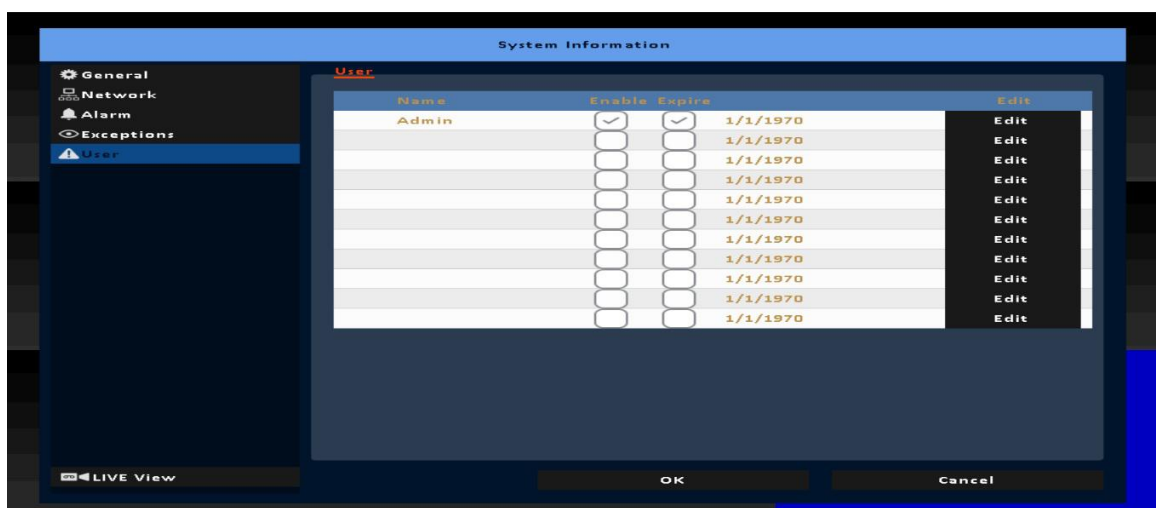 System Information
General
Network
Alarm
Exceptions
User
LIVE View
User
Name Enable Expire Edit
Admin 1/1/1970 Edit
1/1/1970 Edit
1/1/1970 Edit
1/1/1970 Edit
1/1/1970 Edit
1/1/1970 Edit
1/1/1970 Edit
1/1/1970 Edit
1/1/1970 Edit
1/1/1970 Edit
1/1/1970 Edit
OK Cancel